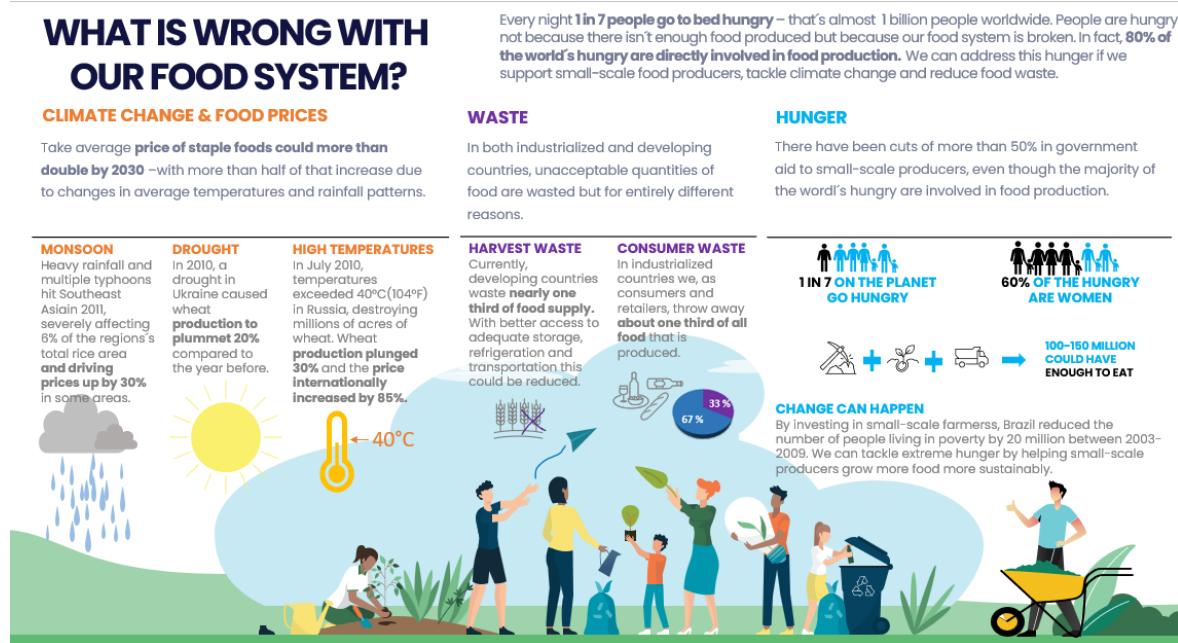 WHAT IS WRONG WITH
OUR FOOD SYSTEM?
Every night 1 in 7 people go to bed hungry – that´s almost 1 billion people worldwide. People are hungry
not because there isn´t enough food produced but because our food system is broken. In fact, 80% of
the world´s hungry are directly involved in food production. We can address this hunger if we
support small-scale food producers, tackle climate change and reduce food waste.
CLIMATE CHANGE & FOOD PRICES
Take average price of staple foods could more than
double by 2030 –with more than half of that increase due
to changes in average temperatures and rainfall patterns.
MONSOON
Heavy rainfall and
multiple typhoons
hit Southeast
Asiain 2011,
severely affecting
6% of the regions´s
total rice area
and driving
prices up by 30%
in some areas.
DROUGHT
In 2010, a
drought in
Ukraine caused
wheat
production to
plummet 20%
compared to
the year before.
HIGH TEMPERATURES
In July 2010,
temperatures
exceeded 40°C(104°F)
in Russia, destroying
millions of acres of
wheat. Wheat
production plunged
30% and the price
internationally
increased by 85%.
40°C
WASTE
In both industrialized and developing
countries, unacceptable quantities of
food are wasted but for entirely different
reasons.
HARVEST WASTE
Currently,
developing countries
waste nearly one
third of food supply.
With better access to
adequate storage,
refrigeration and
transportation this
could be reduced.
CONSUMER WASTE
In industrialized
countries we, as
consumers and
retailers, throw away
about one third of all
food that is
produced.
33 %
67 %
HUNGER
There have been cuts of more than 50% in government
aid to small-scale producers, even though the majority of
the wordl´s hungry are involved in food production.
1 IN 7 ON THE PLANET
GO HUNGRY
60% OF THE HUNGRY
ARE WOMEN
100-150 MILLION
COULD HAVE
ENOUGH TO EAT
CHANGE CAN HAPPEN
By investing in small-scale farmerss, Brazil reduced the
number of people living in poverty by 20 million between 2003-
2009. We can tackle extreme hunger by helping small-scale
producers grow more food more sustainably.